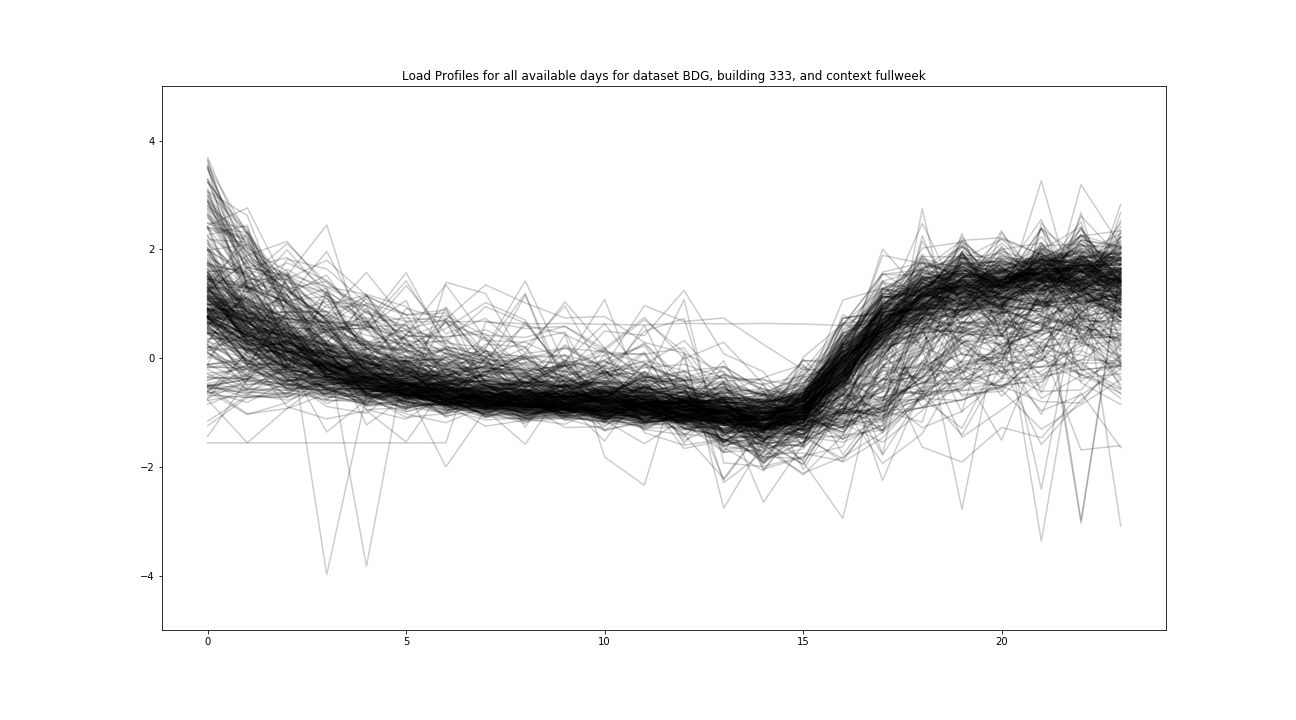 Load Profiles for all available days for dataset BDG, building 333, and context fullweek
4
2
0
−2
−4
0 5 10 15 20